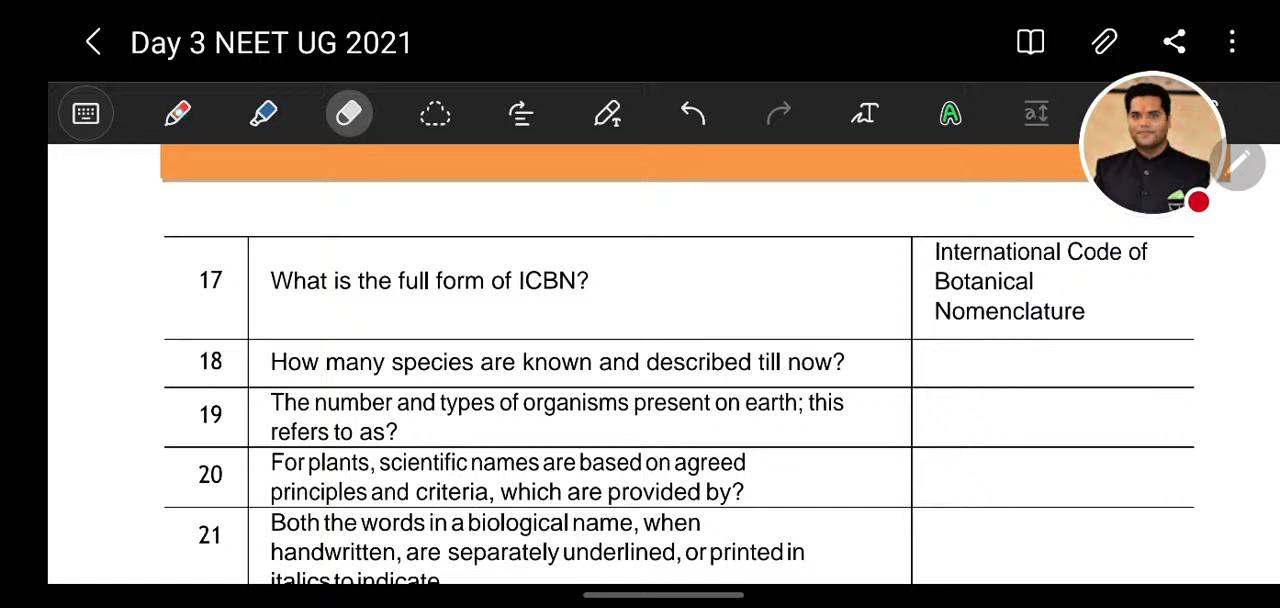 Day 3 NEET UG 2021
17
What is the full form of ICBN?
International Code of
Botanical
Nomenclature
18
How many species are known and described till now?
19
The number and types of organisms present on earth; this
refers to as?
20
For plants, scientific names are based on agreed
principles and criteria, which are provided by?
21
Both the words in a biological name, when
handwritten, are separately underlined, or printed in
italics to indicate